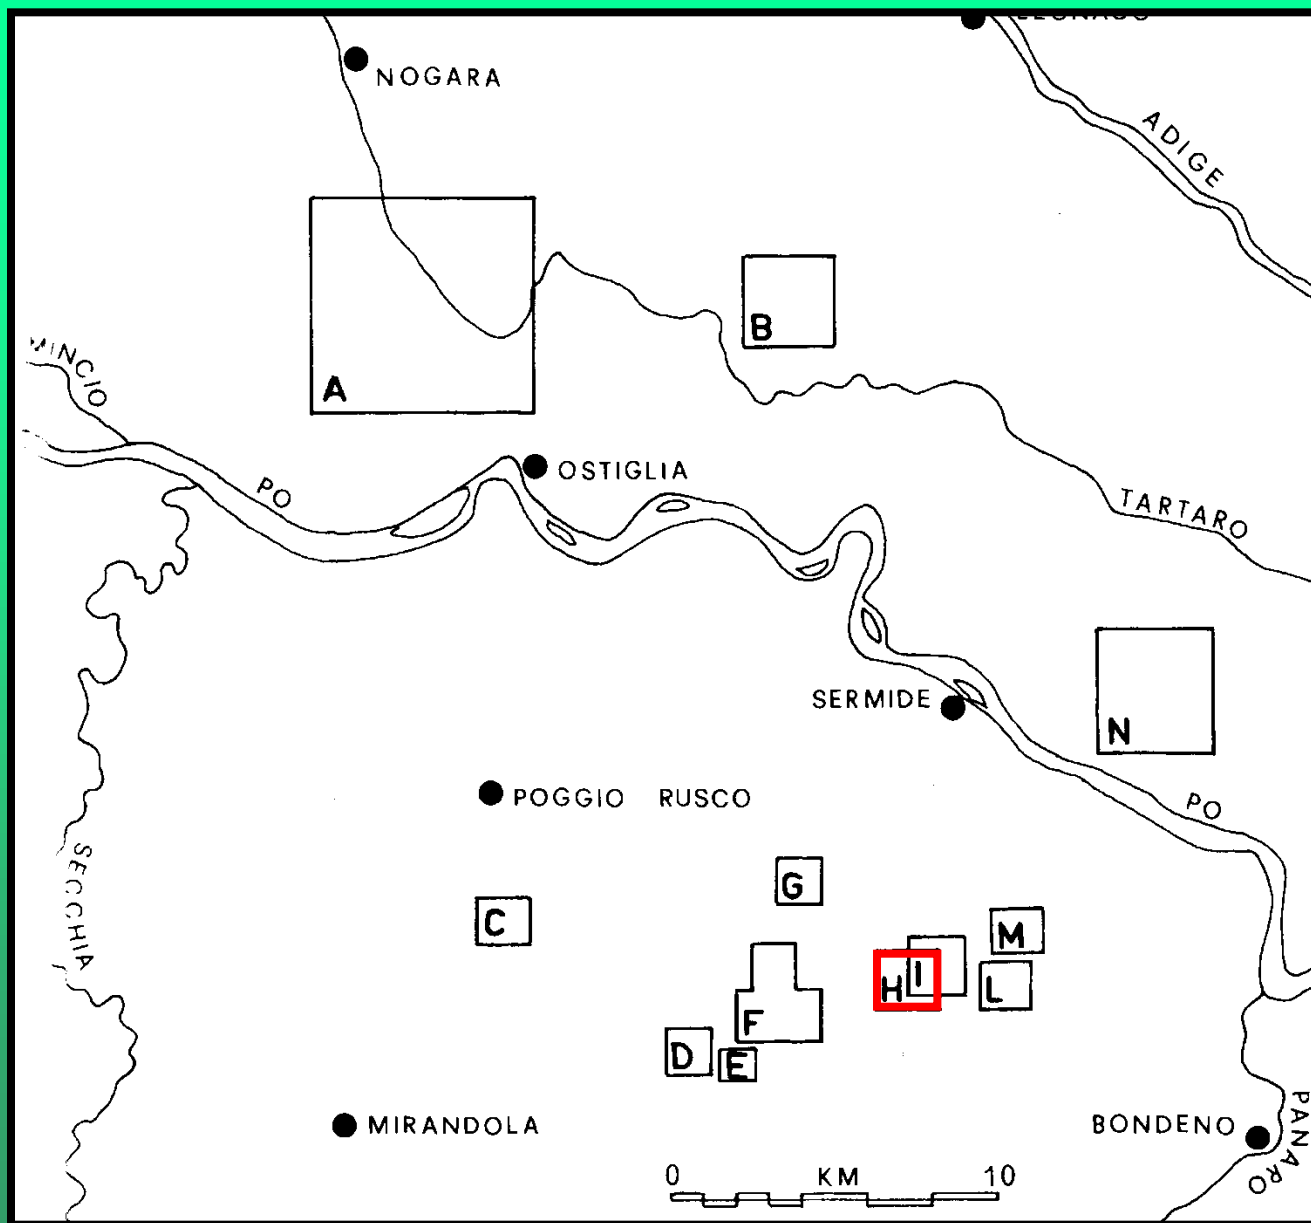 NOGARA
ADIGE
B
A
MINCIO
OSTIGLIA
PO
TARTARO
SERMIDE
N
POGGIO RUSCO
PO
SECCHIA
G
C
M
H I L
F
D E
MIRANDOLA
BONDENO
PANARO
0 KM 10